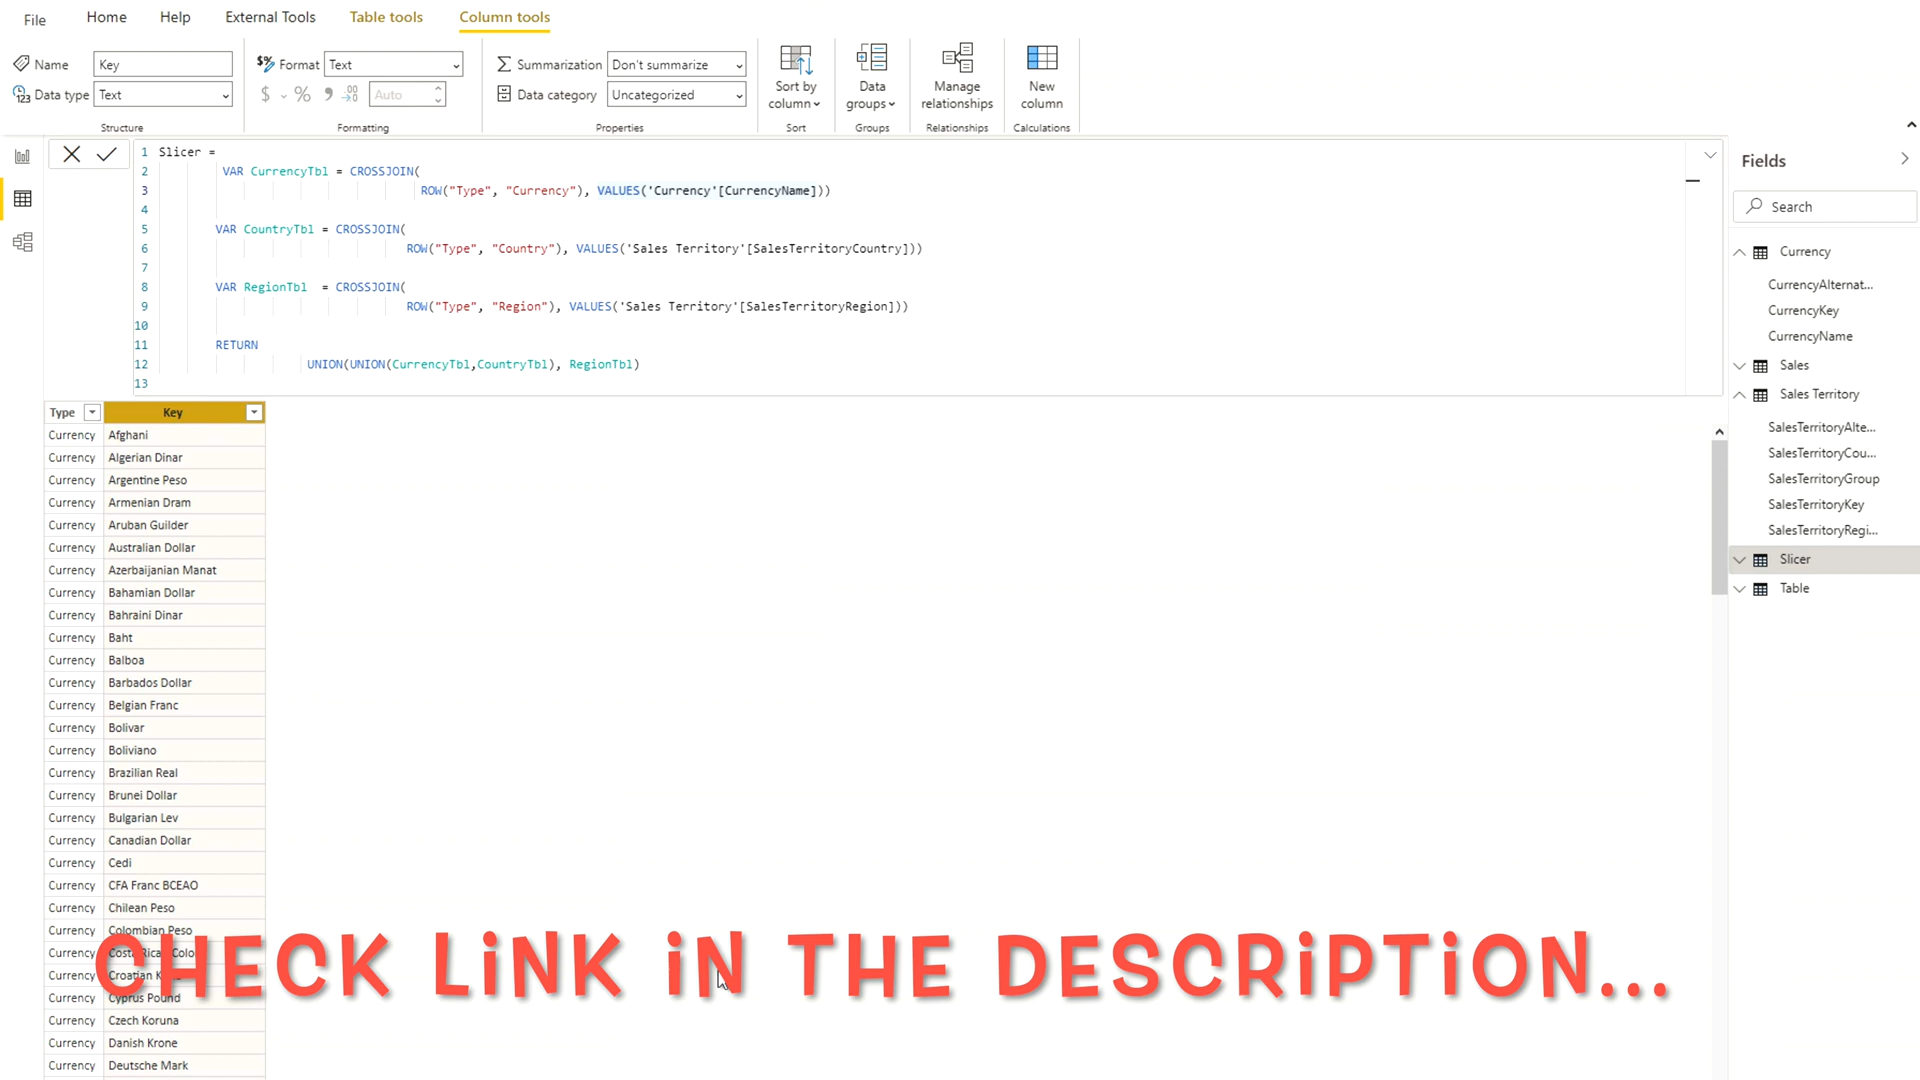 File Home Help External Tools Table tools Column tools
Name Key
Data type Text
Structure
Format Text
$ % Auto
Formatting
Summarization Don't summarize
Data category Uncategorized
Properties
Sort by column
Sort
Data groups
Groups
Manage relationships
Relationships
New column
Calculations
1 Slicer =
2 VAR CurrencyTbl = CROSSJOIN(
3 ROW("Type", "Currency"), VALUES('Currency'[CurrencyName]))
4
5 VAR CountryTbl = CROSSJOIN(
6 ROW("Type", "Country"), VALUES('Sales Territory'[SalesTerritoryCountry]))
7
8 VAR RegionTbl = CROSSJOIN(
9 ROW("Type", "Region"), VALUES('Sales Territory'[SalesTerritoryRegion]))
10
11 RETURN
12 UNION(UNION(CurrencyTbl,CountryTbl), RegionTbl)
13
Type Key
Currency Afghani
Currency Algerian Dinar
Currency Argentine Peso
Currency Armenian Dram
Currency Aruban Guilder
Currency Australian Dollar
Currency Azerbaijanian Manat
Currency Bahamian Dollar
Currency Bahraini Dinar
Currency Baht
Currency Balboa
Currency Barbados Dollar
Currency Belgian Franc
Currency Bolivar
Currency Boliviano
Currency Brazilian Real
Currency Brunei Dollar
Currency Bulgarian Lev
Currency Canadian Dollar
Currency Cedi
Currency CFA Franc BCEAO
Currency Chilean Peso
Currency Colombian Peso
Currency Costa Rican Colo
Currency Croatian K
Currency Cyprus Pound
Currency Czech Koruna
Currency Danish Krone
Currency Deutsche Mark
CHECK LiNK iN THE DESCRiPTiON...
Fields
Search
Currency
CurrencyAlternat...
CurrencyKey
CurrencyName
Sales
Sales Territory
SalesTerritoryAlte...
SalesTerritoryCou...
SalesTerritoryGroup
SalesTerritoryKey
SalesTerritoryRegi...
Slicer
Table